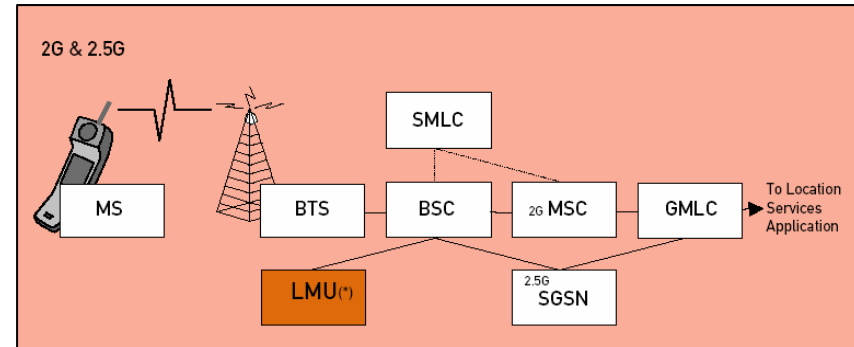 2G & 2.5G
SMLC
MS
BTS
BSC
2G MSC
GMLC
To Location
Services
Application
LMU(*)
2.5G
SGSN